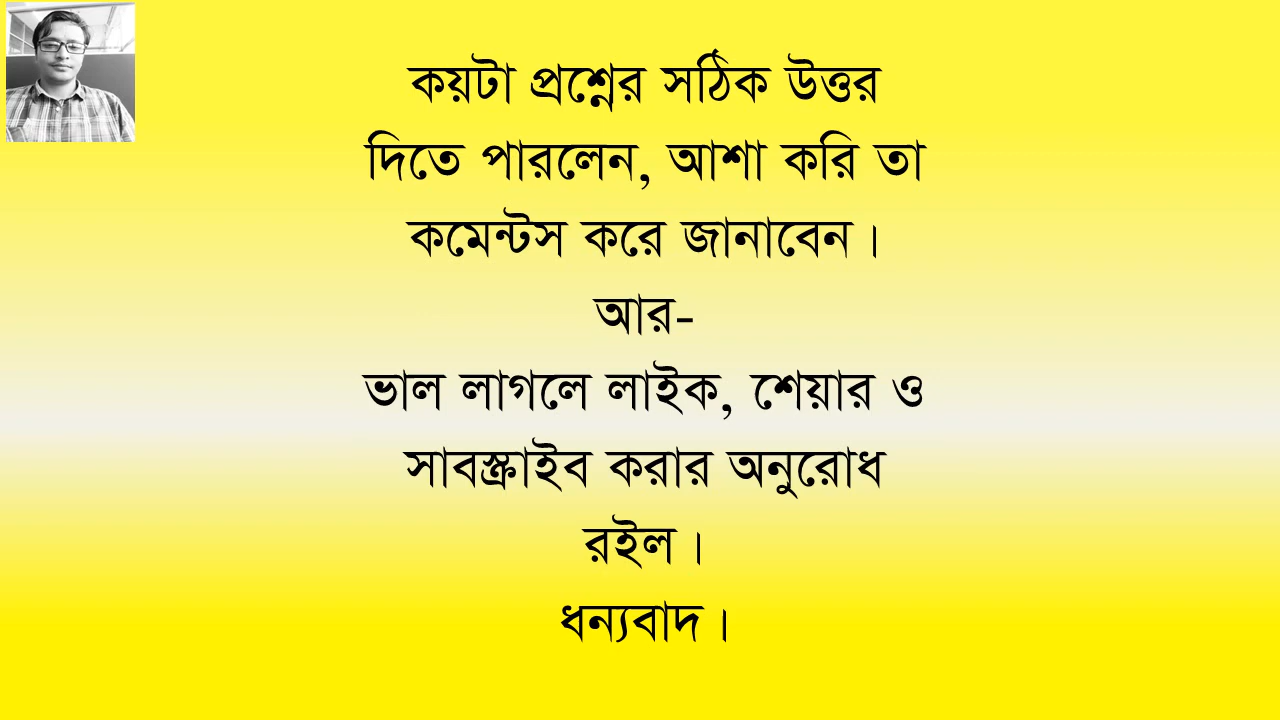 কয়টা প্রশ্নের সঠিক উত্তর
দিতে পারলেন, আশা করি তা
কমেন্টস করে জানাবেন।
আর-
ভাল লাগলে লাইক, শেয়ার ও
সাবস্ক্রাইব করার অনুরোধ
রইল।
ধন্যবাদ।